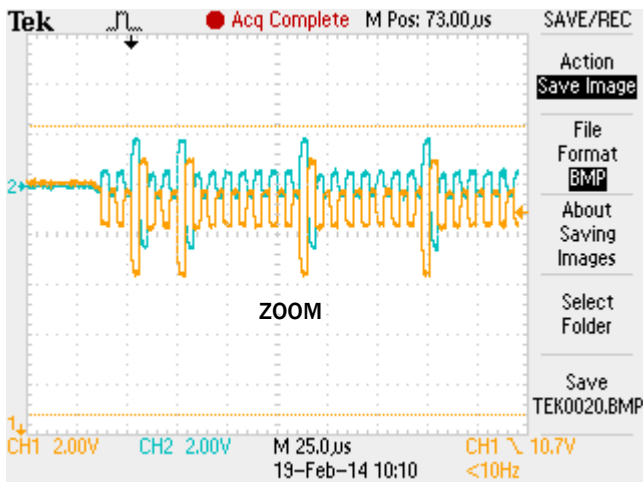 Tek Acq Complete M Pos: 73.00µs SAVE/REC
Action
Save Image
File
Format
BMP
2
About
Saving
Images
ZOOM
Select
Folder
Save
TEK0020.BMP
1
CH1 2.00V CH2 2.00V M 25.0µs CH1 10.7V
19-Feb-14 10:10 <10Hz